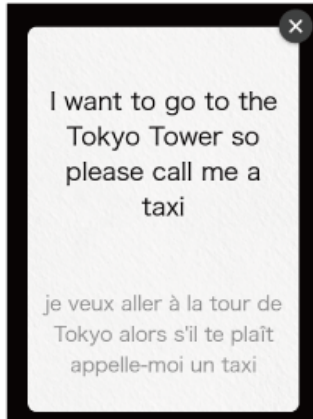 I want to go to the
Tokyo Tower so
please call me a
taxi
je veux aller à la tour de
Tokyo alors s'il te plaît
appelle-moi un taxi